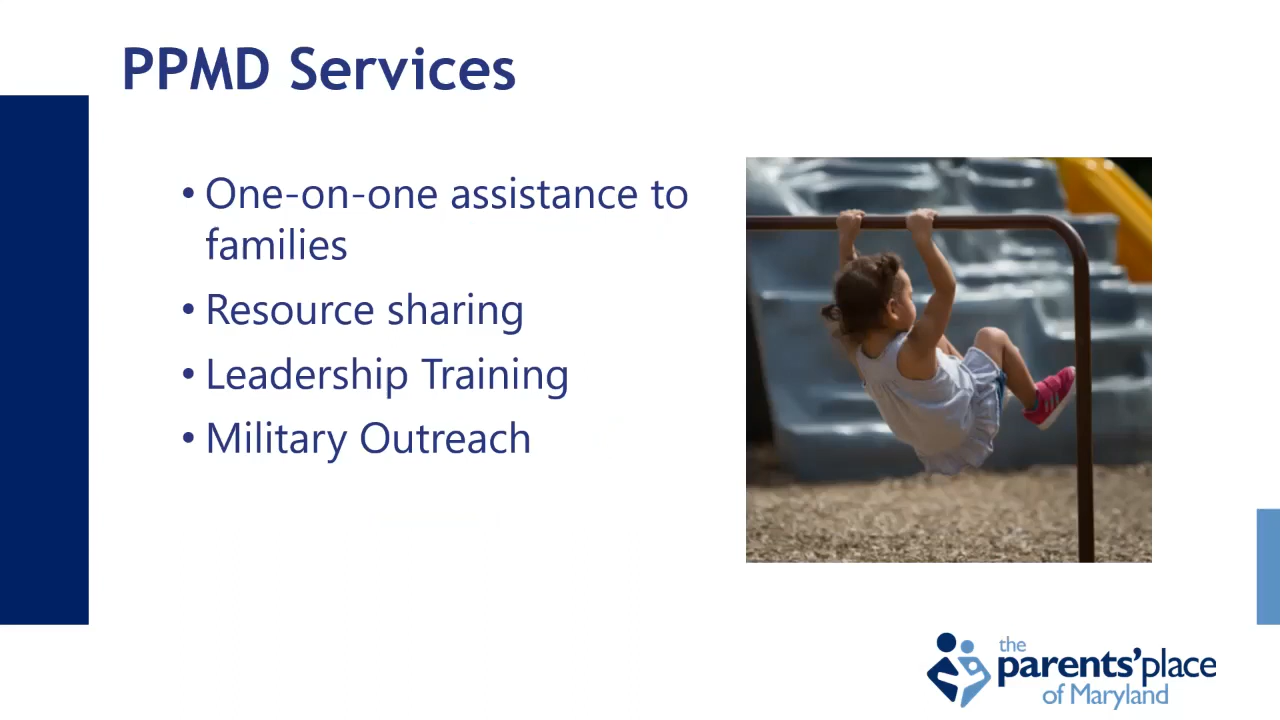 PPMD Services
• One-on-one assistance to
families
• Resource sharing
• Leadership Training
• Military Outreach
the
parents'place
of Maryland